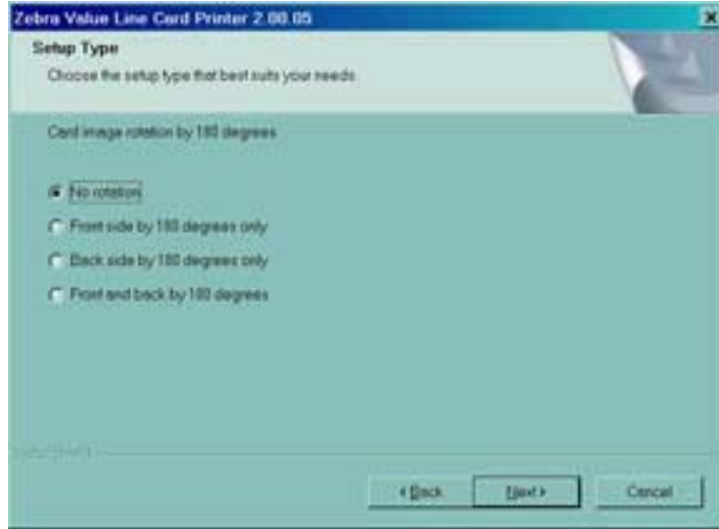 Zebra Value Line Card Printer 2.00.05
Setup Type
Choose the setup type that best suits your needs.
Card image rotation by 180 degrees
No rotation
Front side by 180 degrees only
Back side by 180 degrees only
Front and back by 180 degrees
< Back Next > Cancel